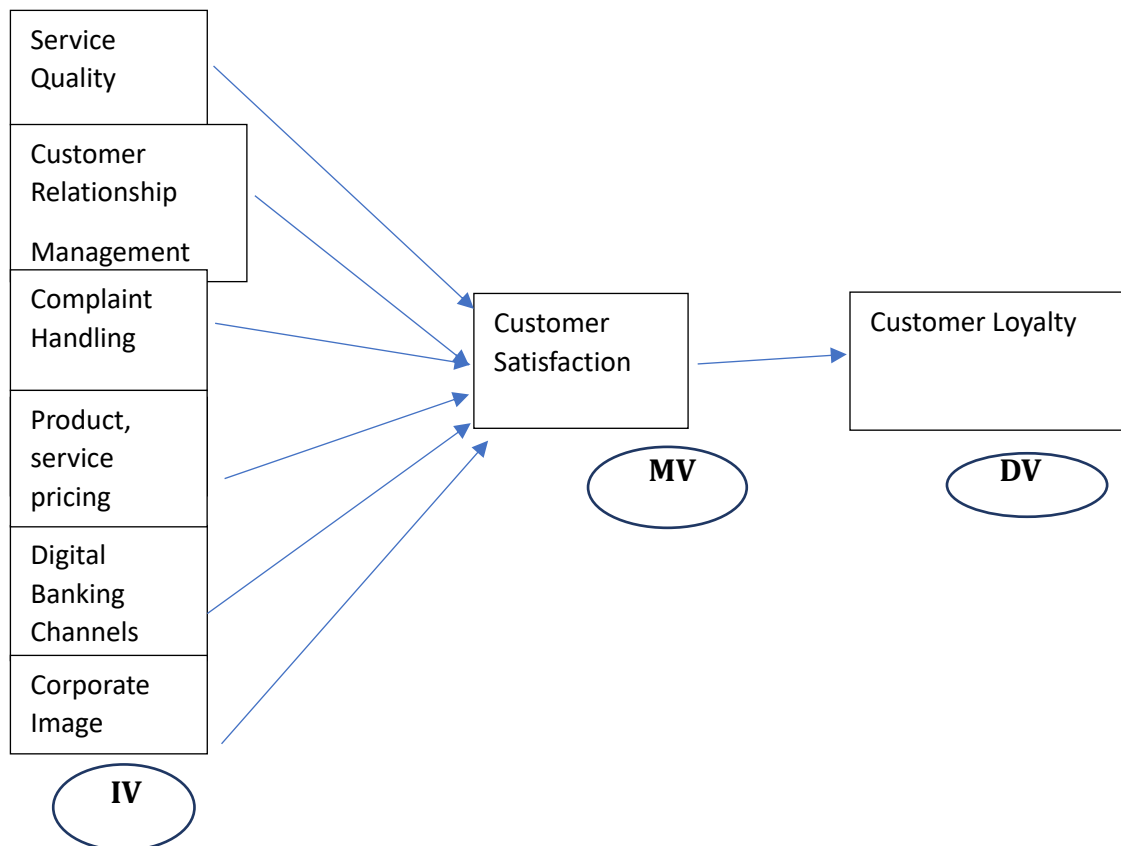 Service
Quality
Customer
Relationship
Management
Complaint
Handling
Product,
service
pricing
Digital
Banking
Channels
Corporate
Image
IV
Customer
Satisfaction
MV
Customer Loyalty
DV